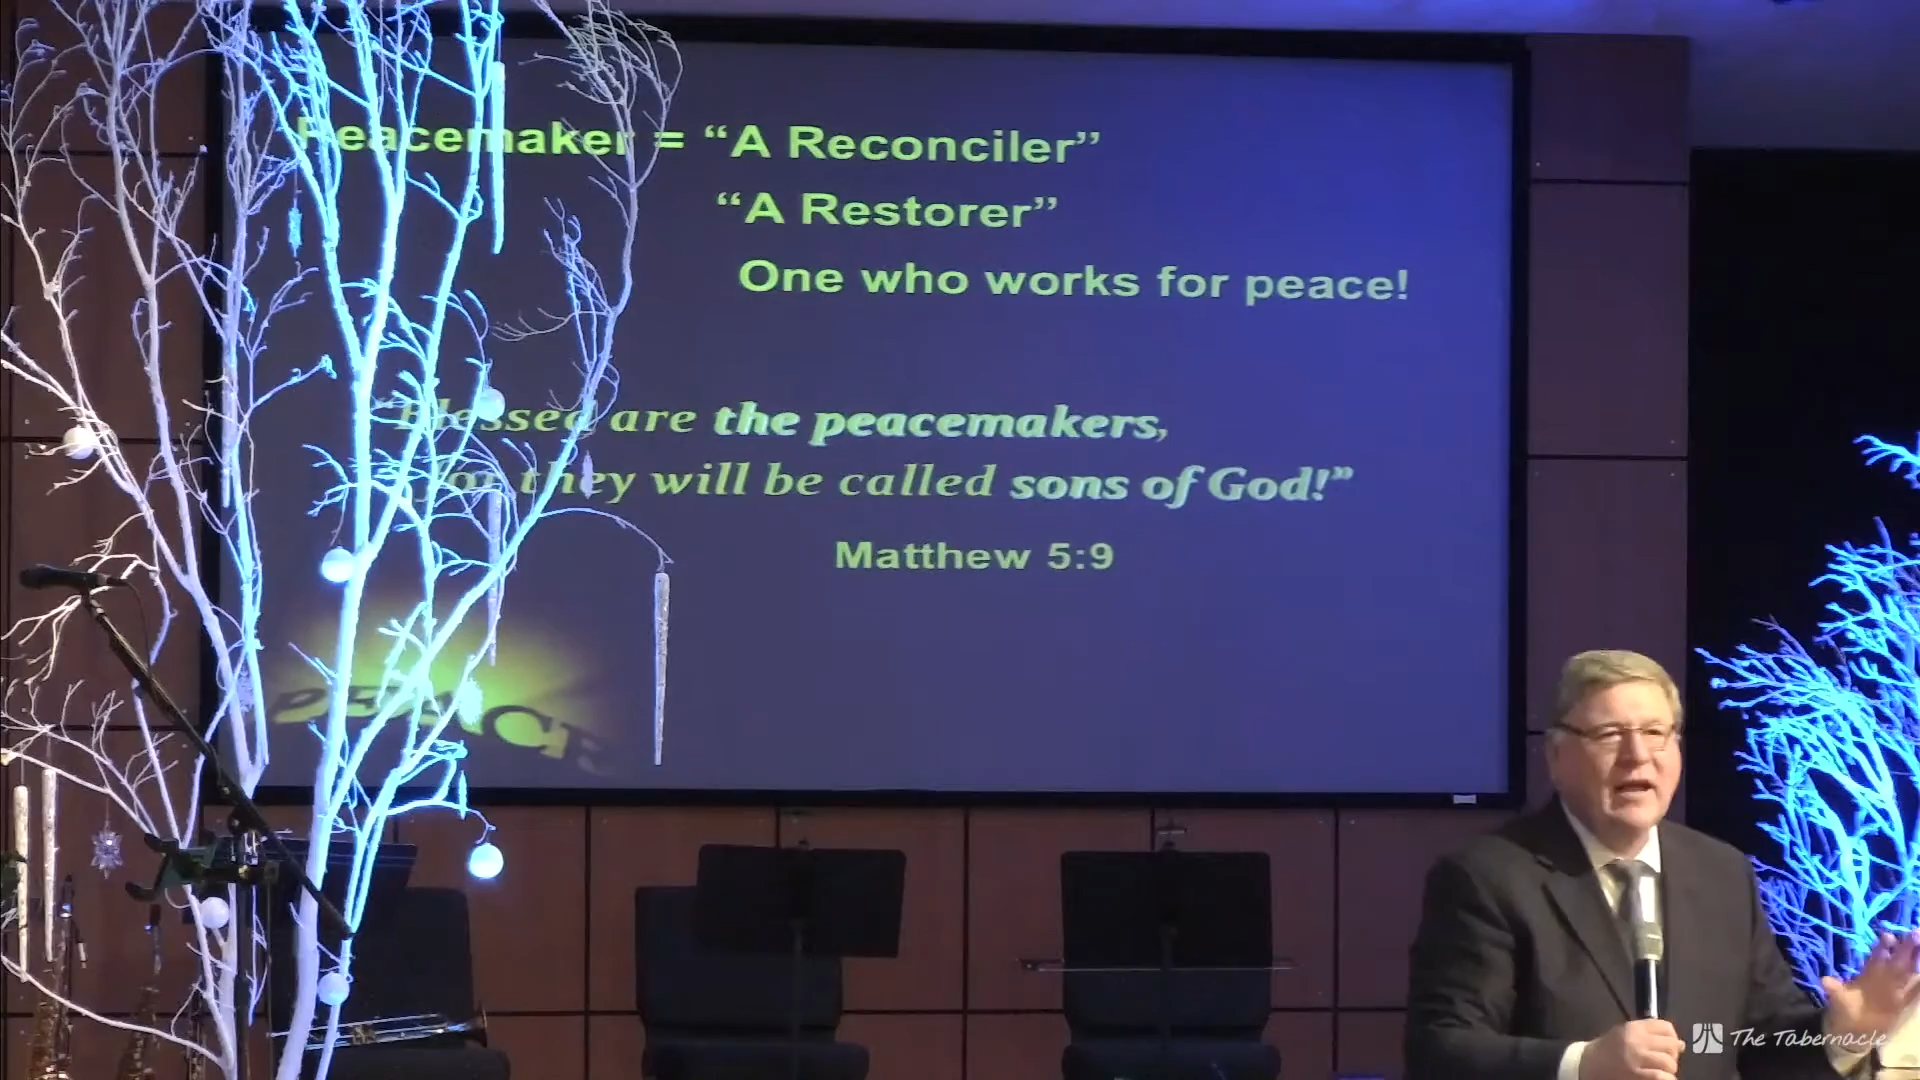 Peacemaker = “A Reconciler”
“A Restorer”
One who works for peace!
“Blessed are the peacemakers,
for they will be called sons of God!”
Matthew 5:9
PEACE
The Tabernacle